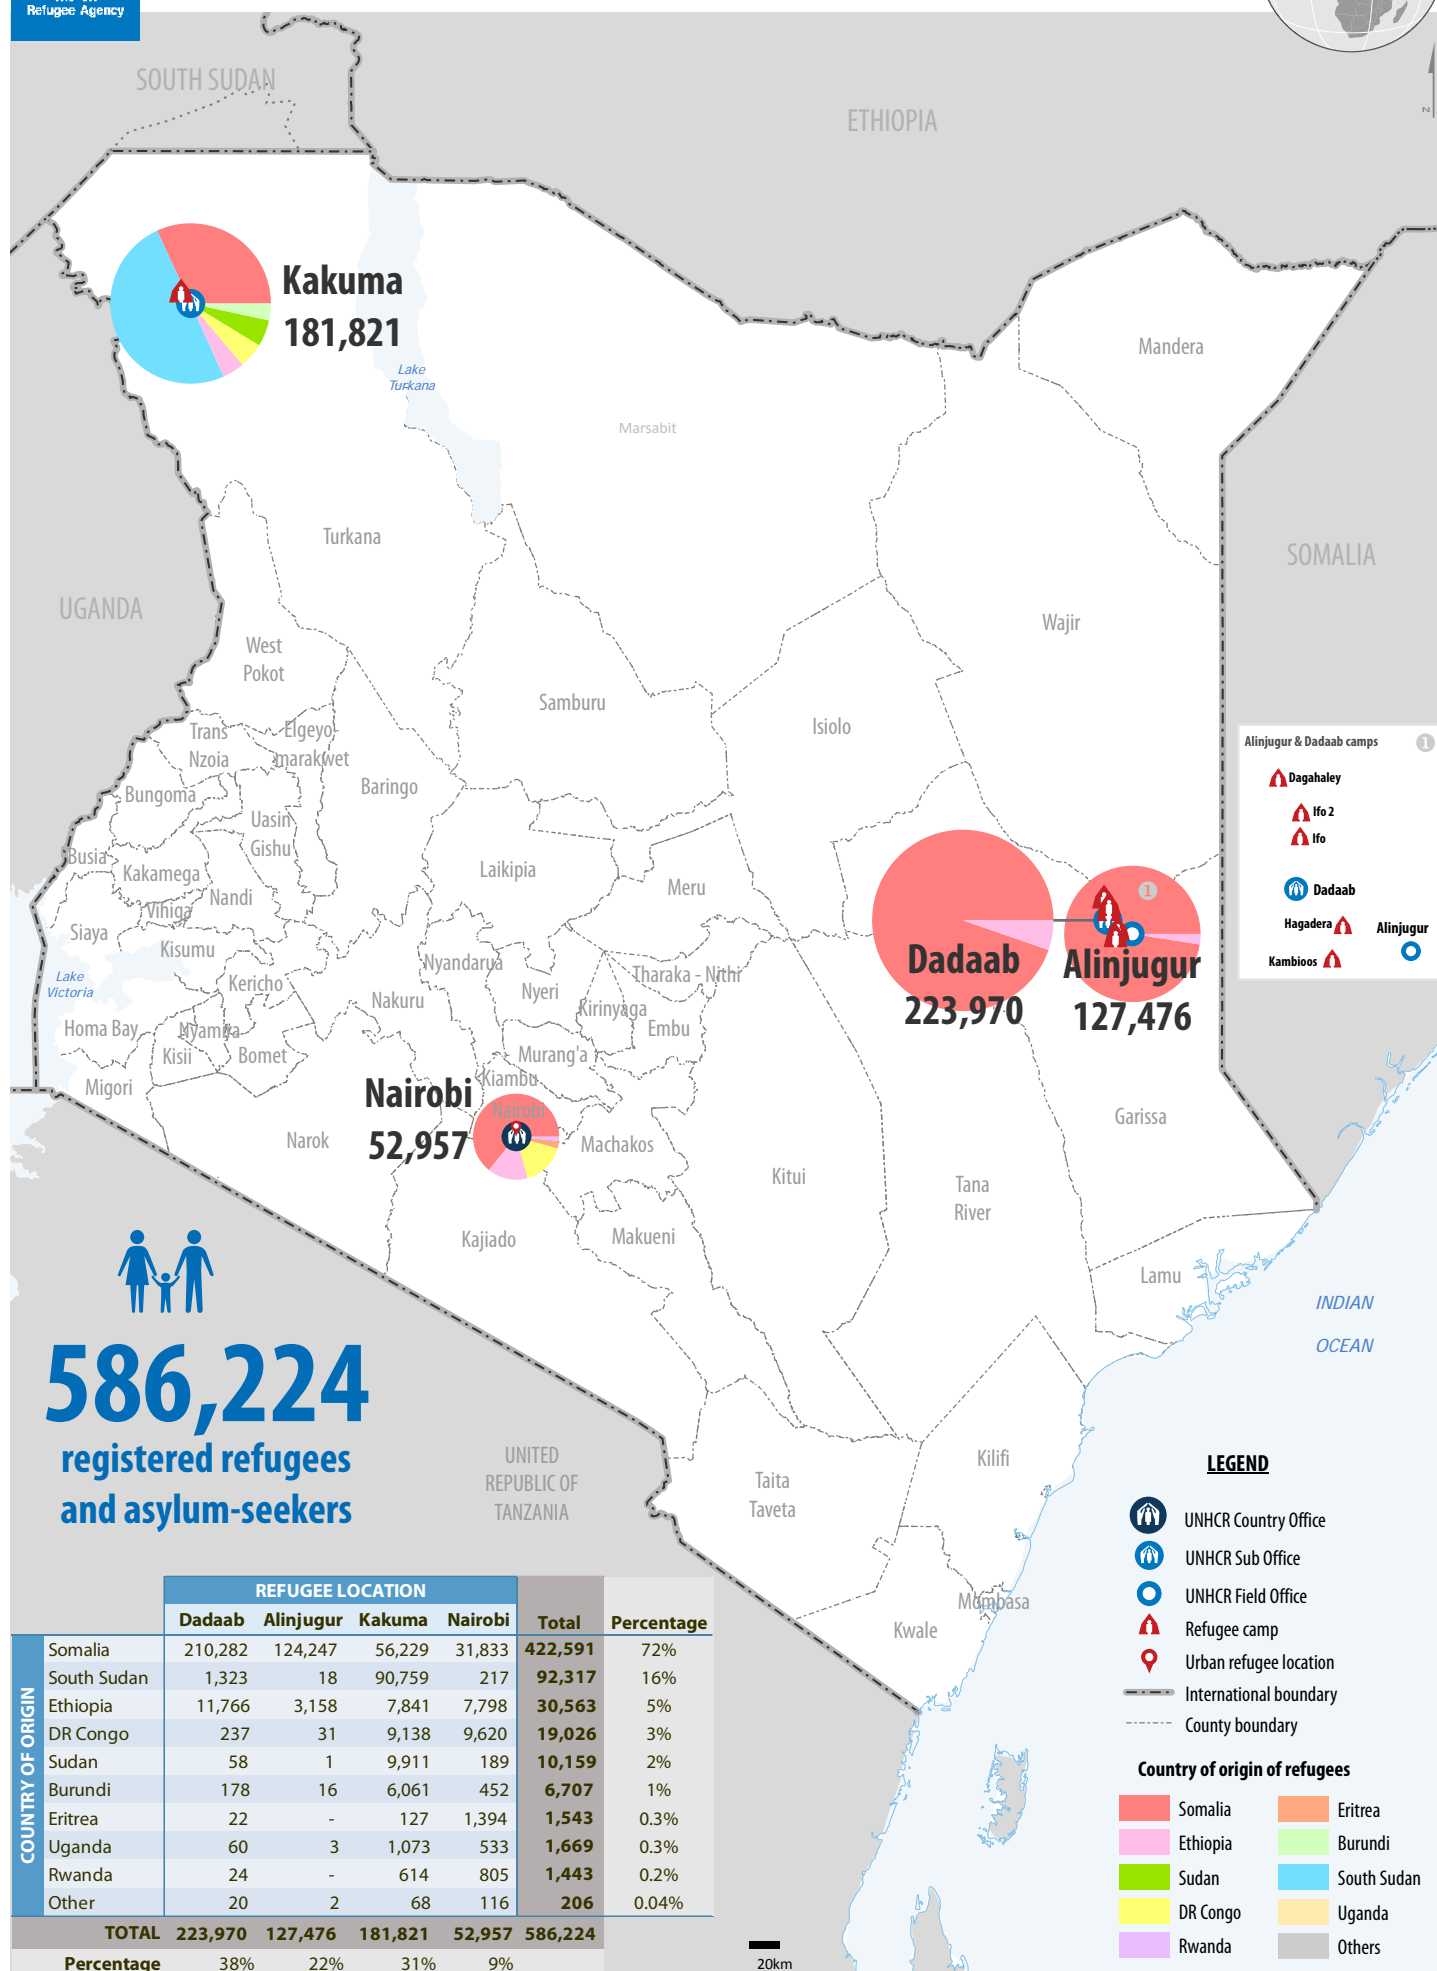 Refugee Agency
SOUTH SUDAN
ETHIOPIA
N
Kakuma
181,821
Lake
Turkana
Mandera
Marsabit
Turkana
SOMALIA
UGANDA
Wajir
West
Pokot
Samburu
Isiolo
Trans
Nzoia
Elgeyo-
marakwet
Baringo
Bungoma
Uasin
Gishu
Busia
Kakamega
Laikipia
Meru
Nandi
Vihiga
Siaya
Kisumu
Alinjugur & Dadaab camps
1
Dagahaley
Ifo 2
Ifo
Dadaab
Hagadera
Alinjugur
Kambioos
1
Dadaab
223,970
Alinjugur
127,476
Lake
Victoria
Kericho
Nyandarua
Nyeri
Tharaka - Nithi
Kirinyaga
Nakuru
Embu
Homa Bay
Nyamira
Kisii
Bomet
Murang'a
Migori
Kiambu
Nairobi
52,957
Nairobi
Narok
Machakos
Garissa
Kitui
Tana
River
Kajiado
Makueni
Lamu
INDIAN
OCEAN
586,224
registered refugees
and asylum-seekers
UNITED
REPUBLIC OF
TANZANIA
Taita
Taveta
Kilifi
Mombasa
Kwale
LEGEND
UNHCR Country Office
UNHCR Sub Office
UNHCR Field Office
Refugee camp
Urban refugee location
International boundary
County boundary
Country of origin of refugees
Somalia Eritrea
Ethiopia Burundi
Sudan South Sudan
DR Congo Uganda
Rwanda Others
REFUGEE LOCATION
Dadaab Alinjugur Kakuma Nairobi Total Percentage
COUNTRY OF ORIGIN
Somalia 210,282 124,247 56,229 31,833 422,591 72%
South Sudan 1,323 18 90,759 217 92,317 16%
Ethiopia 11,766 3,158 7,841 7,798 30,563 5%
DR Congo 237 31 9,138 9,620 19,026 3%
Sudan 58 1 9,911 189 10,159 2%
Burundi 178 16 6,061 452 6,707 1%
Eritrea 22 - 127 1,394 1,543 0.3%
Uganda 60 3 1,073 533 1,669 0.3%
Rwanda 24 - 614 805 1,443 0.2%
Other 20 2 68 116 206 0.04%
TOTAL 223,970 127,476 181,821 52,957 586,224
Percentage 38% 22% 31% 9%
20km